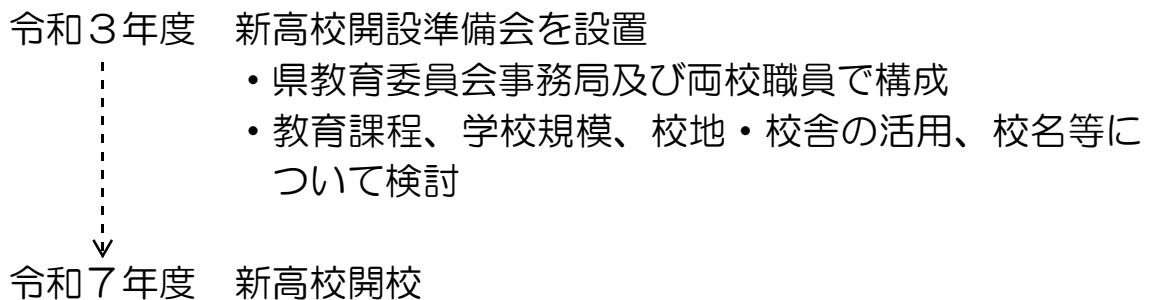 令和３年度　新高校開設準備会を設置
・県教育委員会事務局及び両校職員で構成
・教育課程、学校規模、校地・校舎の活用、校名等に
ついて検討
令和７年度　新高校開校